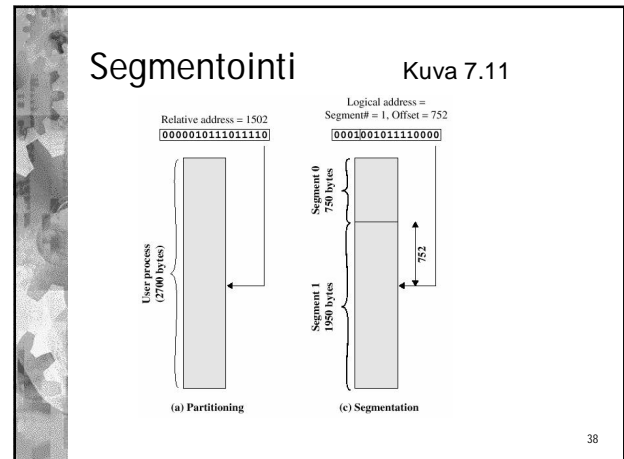 Segmentointi
Kuva 7.11
Relative address = 1502
0000010111011110
Logical address =
Segment# = 1, Offset = 752
0001001011110000
User process
(2700 bytes)
Segment 0
750 bytes
752
Segment 1
1950 bytes
(a) Partitioning
(c) Segmentation
38